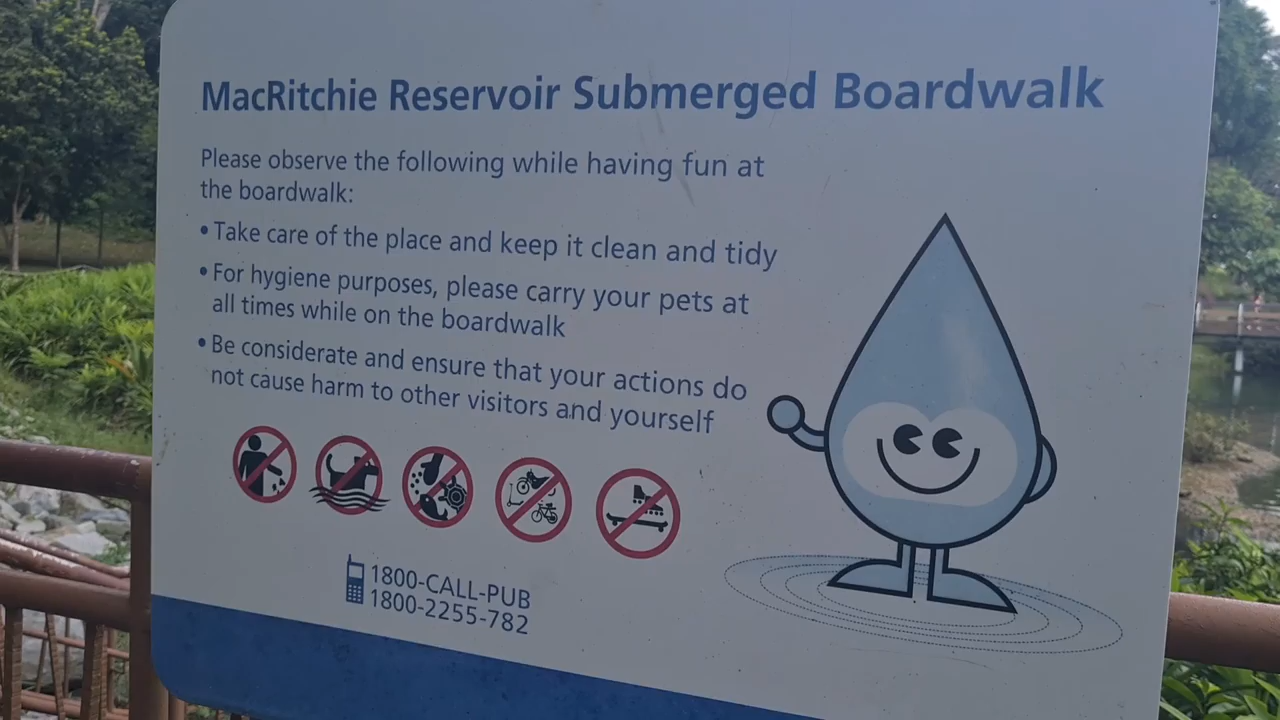 MacRitchie Reservoir Submerged Boardwalk
Please observe the following while having fun at
the boardwalk:
• Take care of the place and keep it clean and tidy
• For hygiene purposes, please carry your pets at
all times while on the boardwalk
• Be considerate and ensure that your actions do
not cause harm to other visitors and yourself
1800-CALL-PUB
1800-2255-782